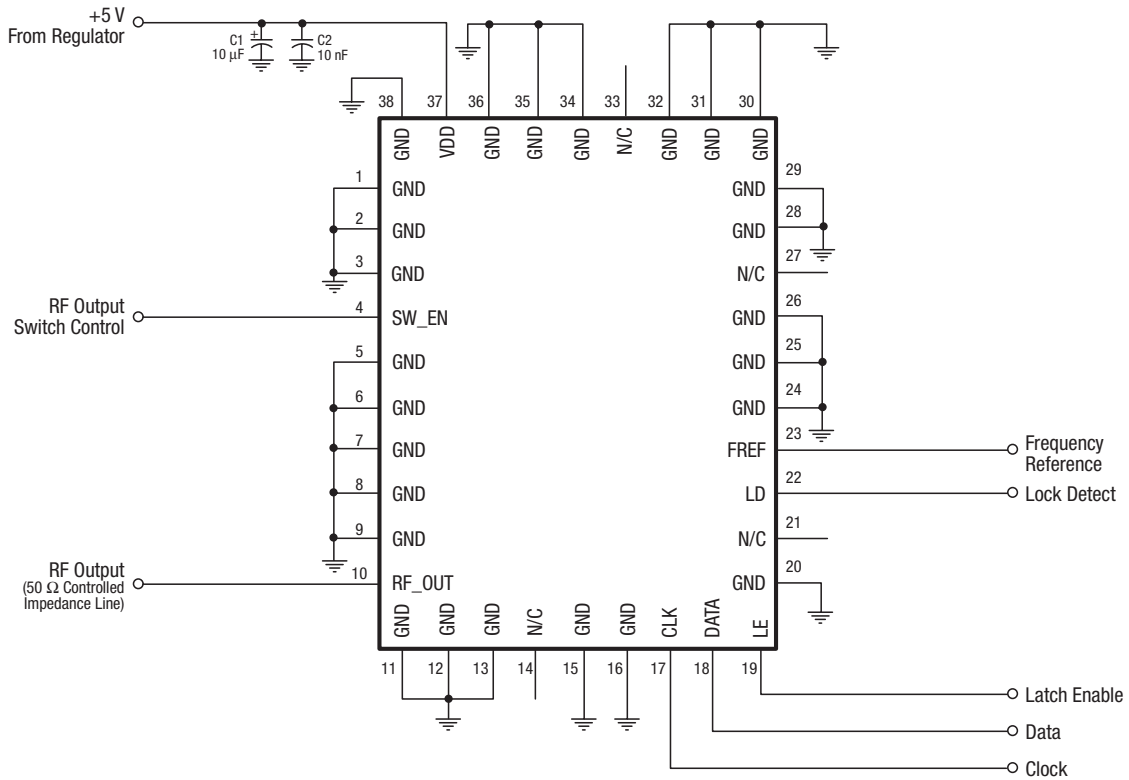 +5 V
From Regulator
C1
10 μF
+
C2
10 nF
38
37
36
35
34
33
32
31
30
GND
VDD
GND
GND
GND
N/C
GND
GND
GND
1
GND
2
GND
3
GND
RF Output
Switch Control
4
SW_EN
5
GND
6
GND
7
GND
8
GND
9
GND
RF Output
(50 Ω Controlled
Impedance Line)
10
RF_OUT
29
GND
28
GND
27
N/C
26
GND
25
GND
24
GND
23
FREF
Frequency
Reference
22
LD
Lock Detect
21
N/C
20
GND
GND
GND
GND
N/C
GND
GND
CLK
DATA
LE
11
12
13
14
15
16
17
18
19
Latch Enable
Data
Clock